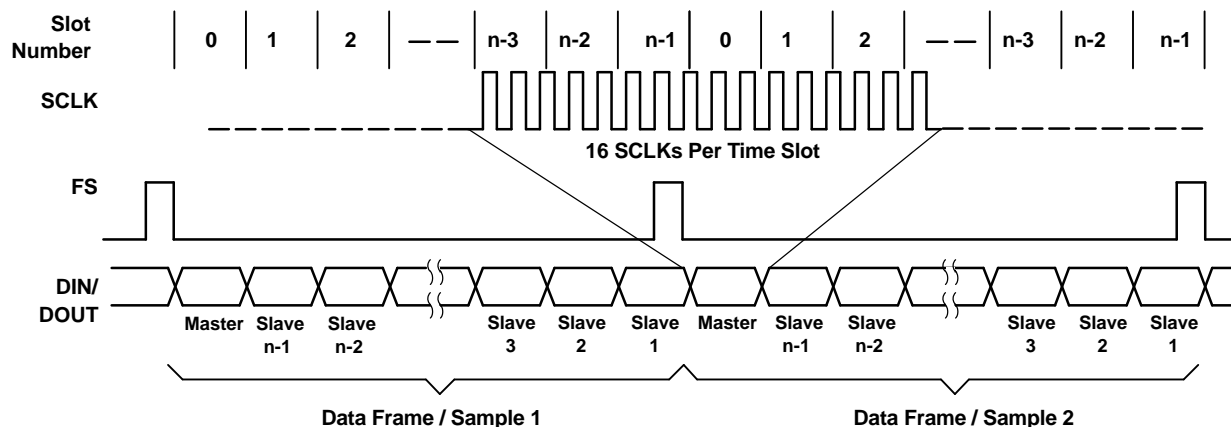 Slot
Number
0 1 2 — — n-3 n-2 n-1 0 1 2 — — n-3 n-2 n-1
SCLK
16 SCLKs Per Time Slot
FS
DIN/
DOUT
Master Slave n-1 Slave n-2 Slave 3 Slave 2 Slave 1 Master Slave n-1 Slave n-2 Slave 3 Slave 2 Slave 1
Data Frame / Sample 1 Data Frame / Sample 2